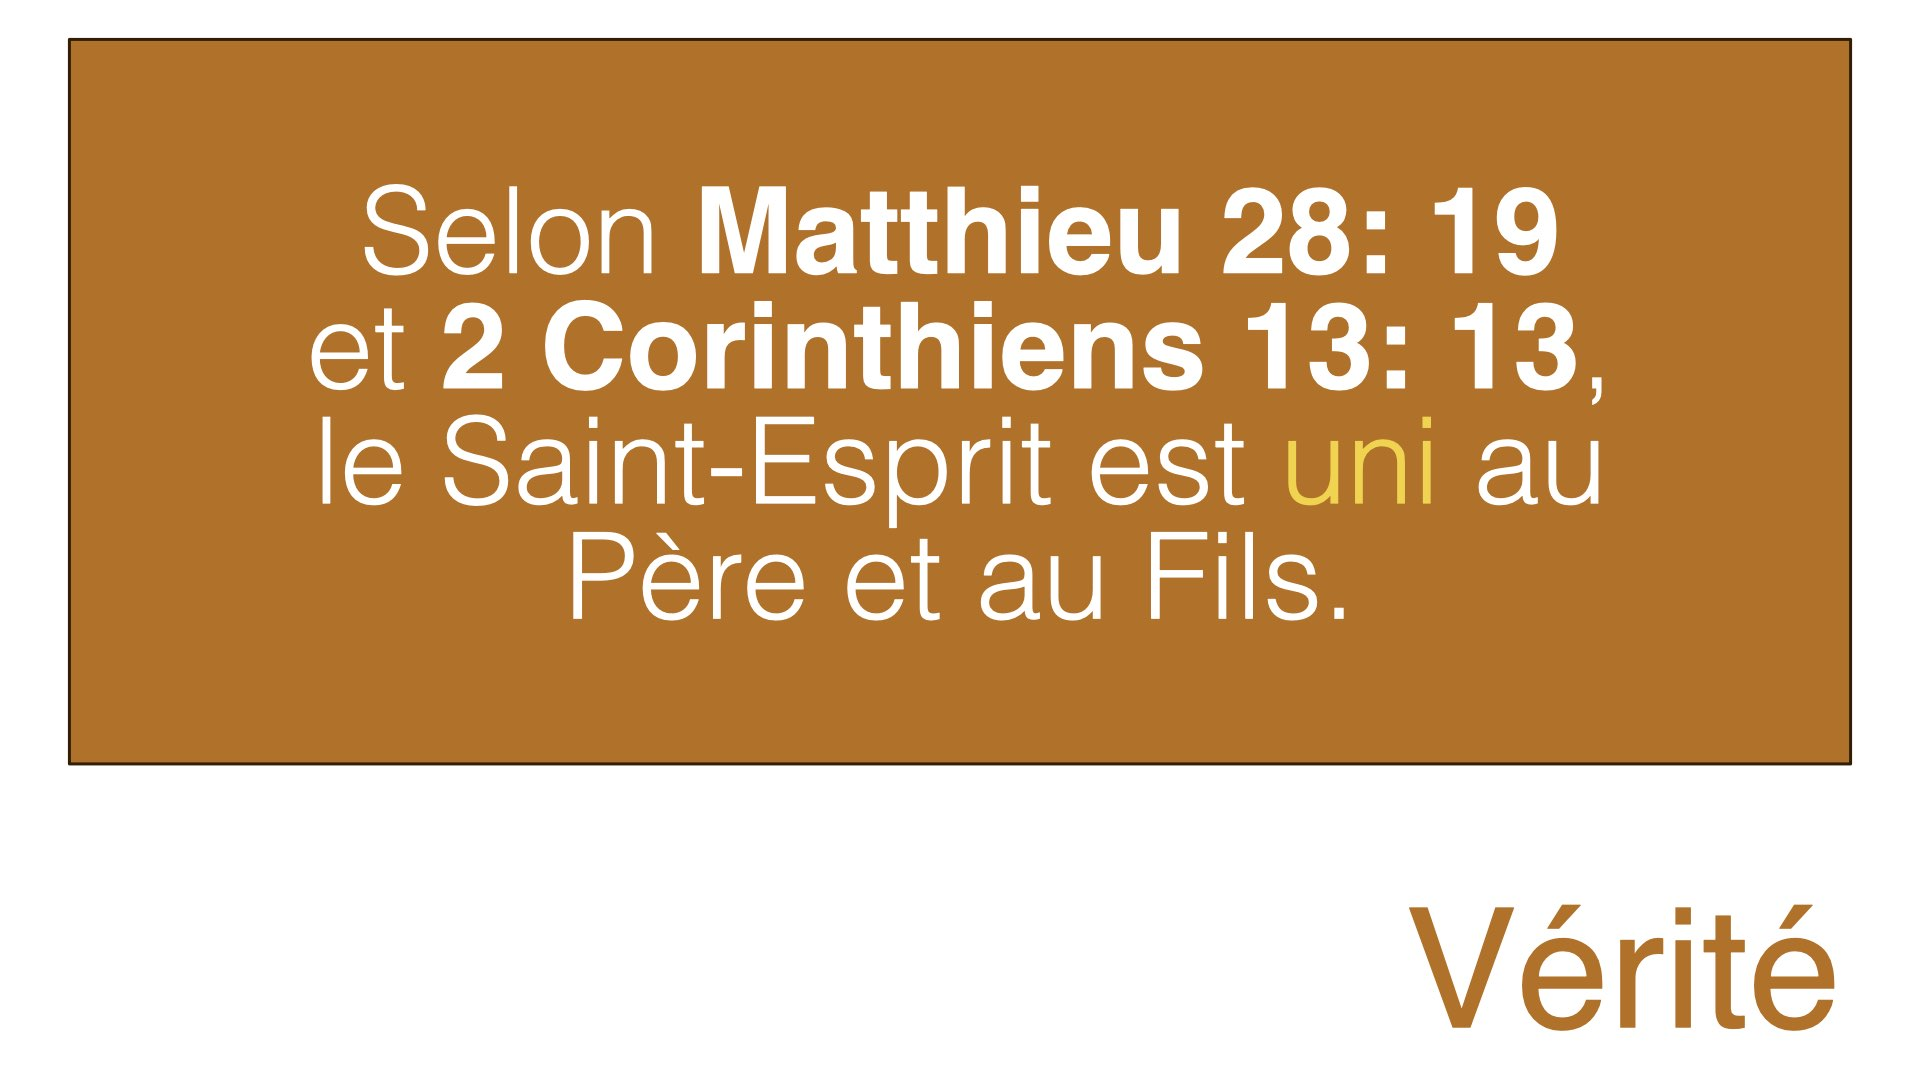 Selon Matthieu 28: 19
et 2 Corinthiens 13: 13,
le Saint-Esprit est uni au
Père et au Fils.
Vérité